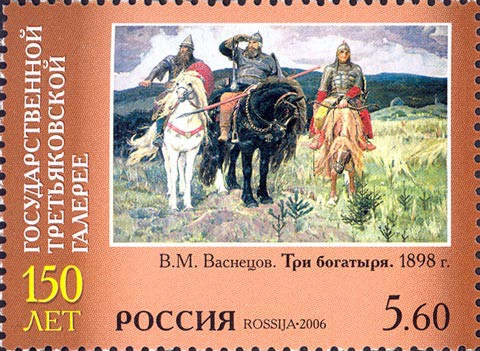 ГОСУДАРСТВЕННОЙ
ТРЕТЬЯКОВСКОЙ
ГАЛЕРЕЕ
150
ЛЕТ
В.М. Васнецов. Три богатыря. 1898 г.
РОССИЯ ROSSIJA•2006
5.60